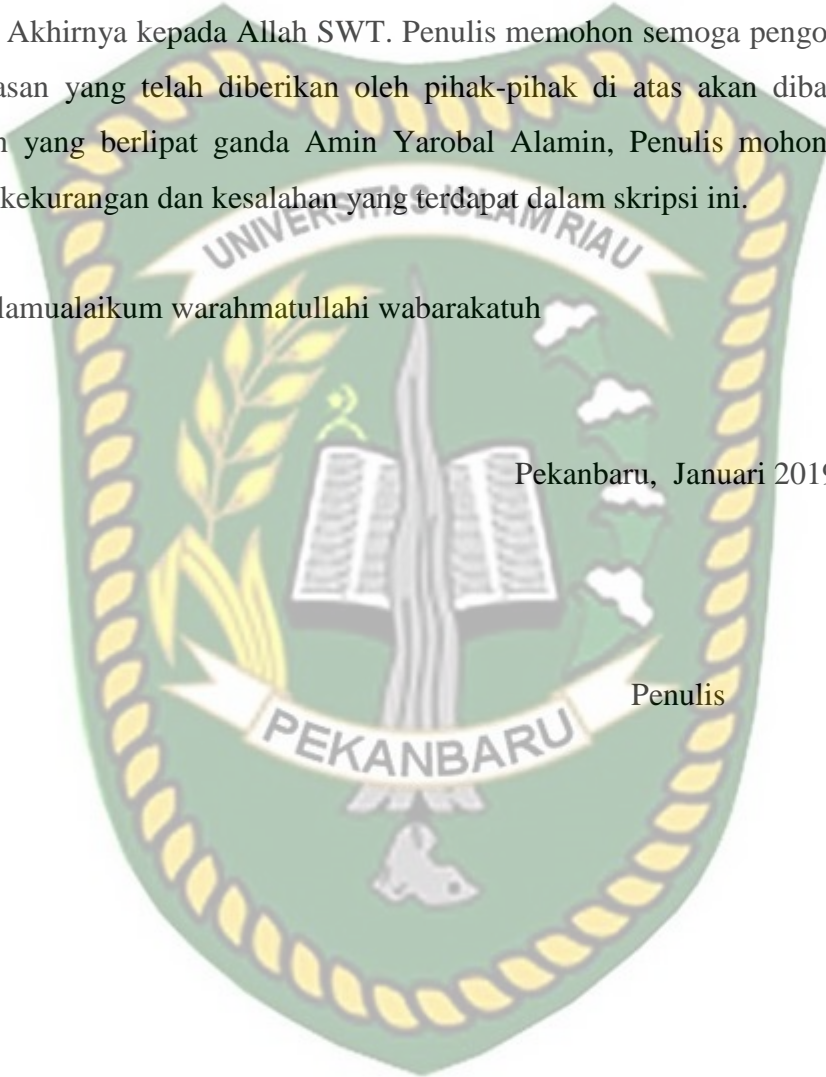 Akhirnya kepada Allah SWT. Penulis memohon semoga pengo
asan yang telah diberikan oleh pihak-pihak di atas akan diba
yang berlipat ganda Amin Yarobal Alamin, Penulis mohon
kekurangan dan kesalahan yang terdapat dalam skripsi ini.
UNIVERSITAS ISLAM RIAU
lamualaikum warahmatullahi wabarakatuh
Pekanbaru, Januari 2019
Penulis
PEKANBARU